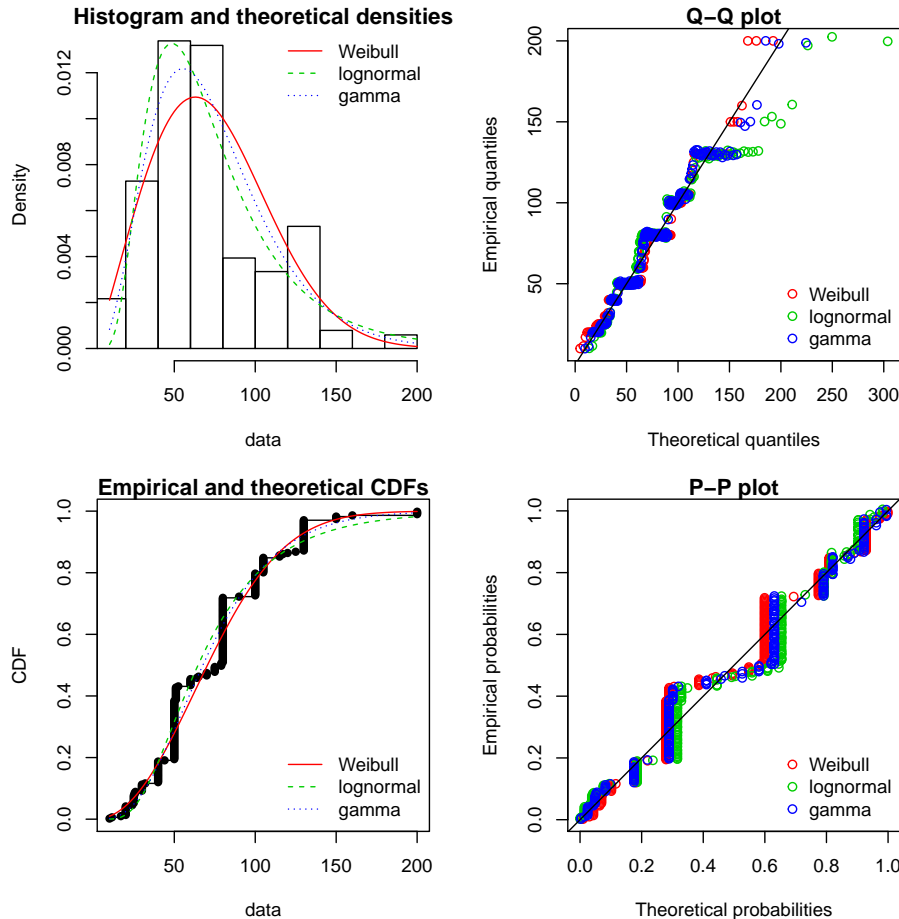 Histogram and theoretical densities
Weibull
lognormal
gamma
Density
0.000
0.004
0.008
0.012
50
100
150
200
data
Q−Q plot
Empirical quantiles
50
100
150
200
Weibull
lognormal
gamma
0
50
100
150
200
250
300
Theoretical quantiles
Empirical and theoretical CDFs
CDF
0.0
0.2
0.4
0.6
0.8
1.0
Weibull
lognormal
gamma
50
100
150
200
data
P−P plot
Empirical probabilities
0.0
0.2
0.4
0.6
0.8
1.0
Weibull
lognormal
gamma
0.0
0.2
0.4
0.6
0.8
1.0
Theoretical probabilities